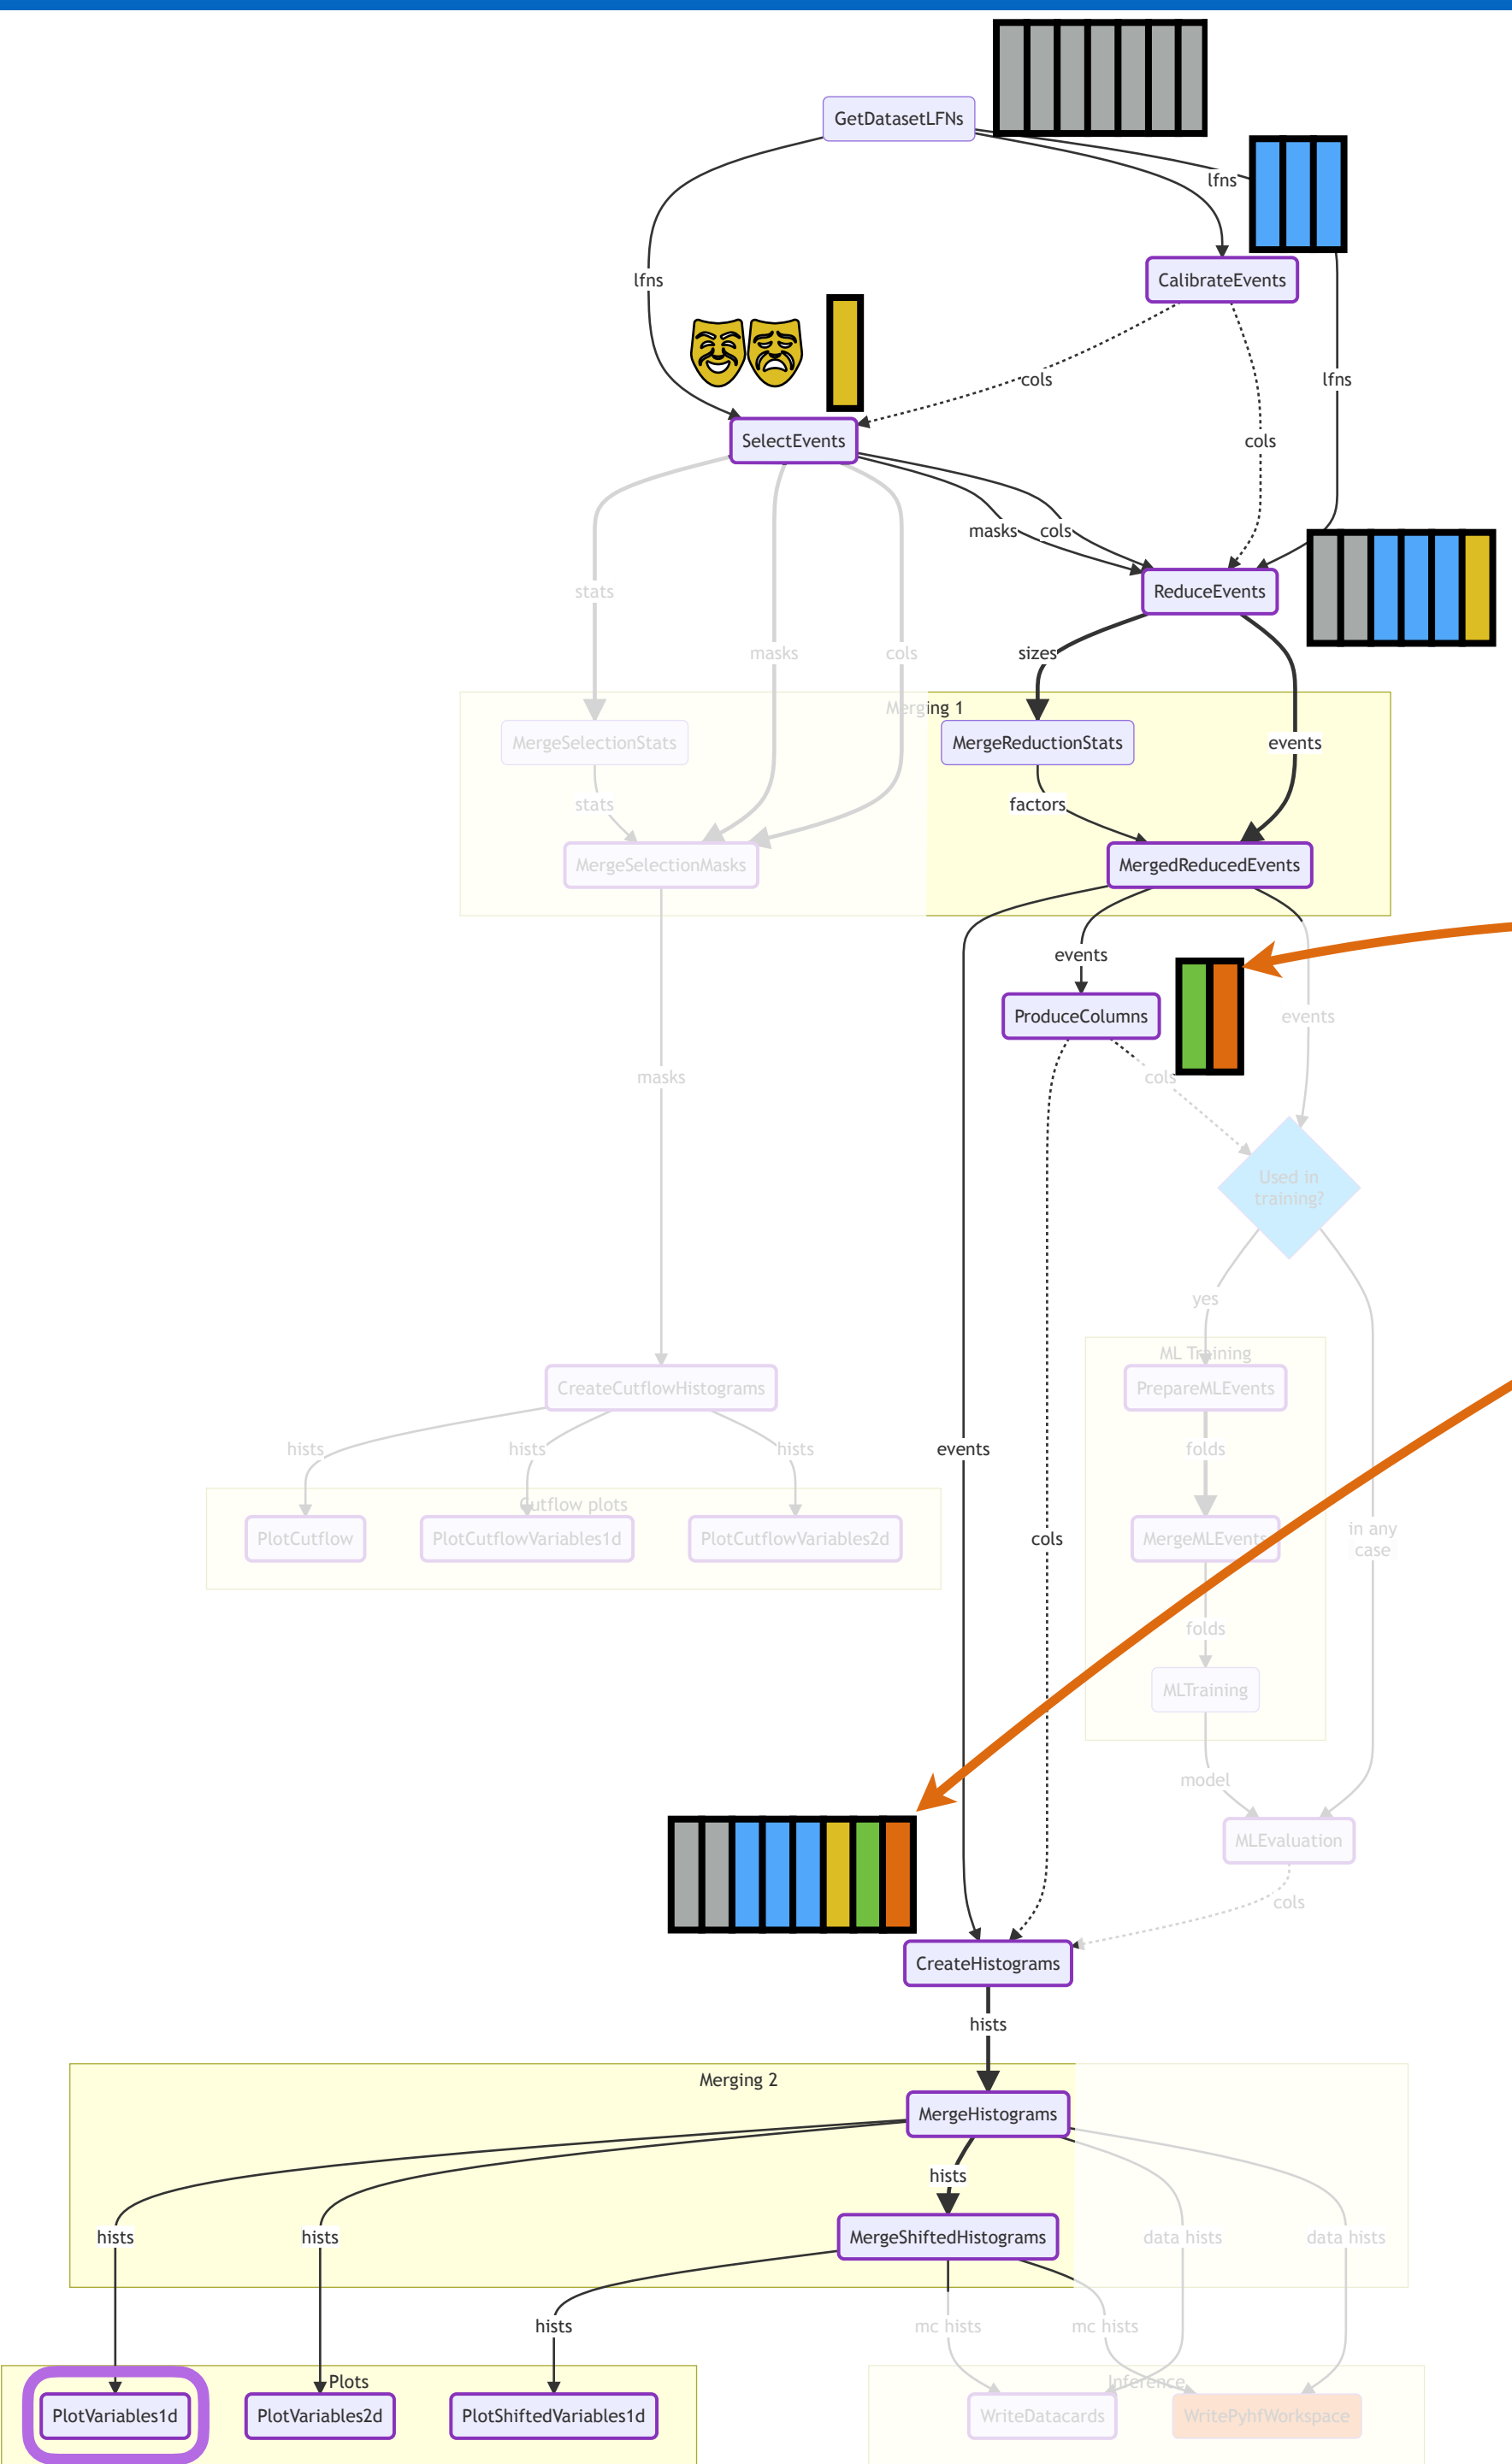 GetDatasetLFNs
lfns
CalibrateEvents
lfns
cols
lfns
SelectEvents
cols
masks
cols
ReduceEvents
stats
masks
cols
sizes
Merging 1
MergeSelectionStats
MergeReductionStats
events
stats
factors
MergeSelectionMasks
MergedReducedEvents
events
ProduceColumns
events
masks
cols
Used in
training?
yes
ML Training
CreateCutflowHistograms
PrepareMLEvents
hists
hists
hists
events
folds
Cutflow plots
PlotCutflow
PlotCutflowVariables1d
PlotCutflowVariables2d
cols
MergeMLEvents
in any
case
folds
MLTraining
model
MLEvaluation
cols
CreateHistograms
hists
Merging 2
MergeHistograms
hists
MergeShiftedHistograms
hists
hists
data hists
data hists
hists
mc hists
mc hists
Plots
Inference
PlotVariables1d
PlotVariables2d
PlotShiftedVariables1d
WriteDatacards
WritePyhfWorkspace